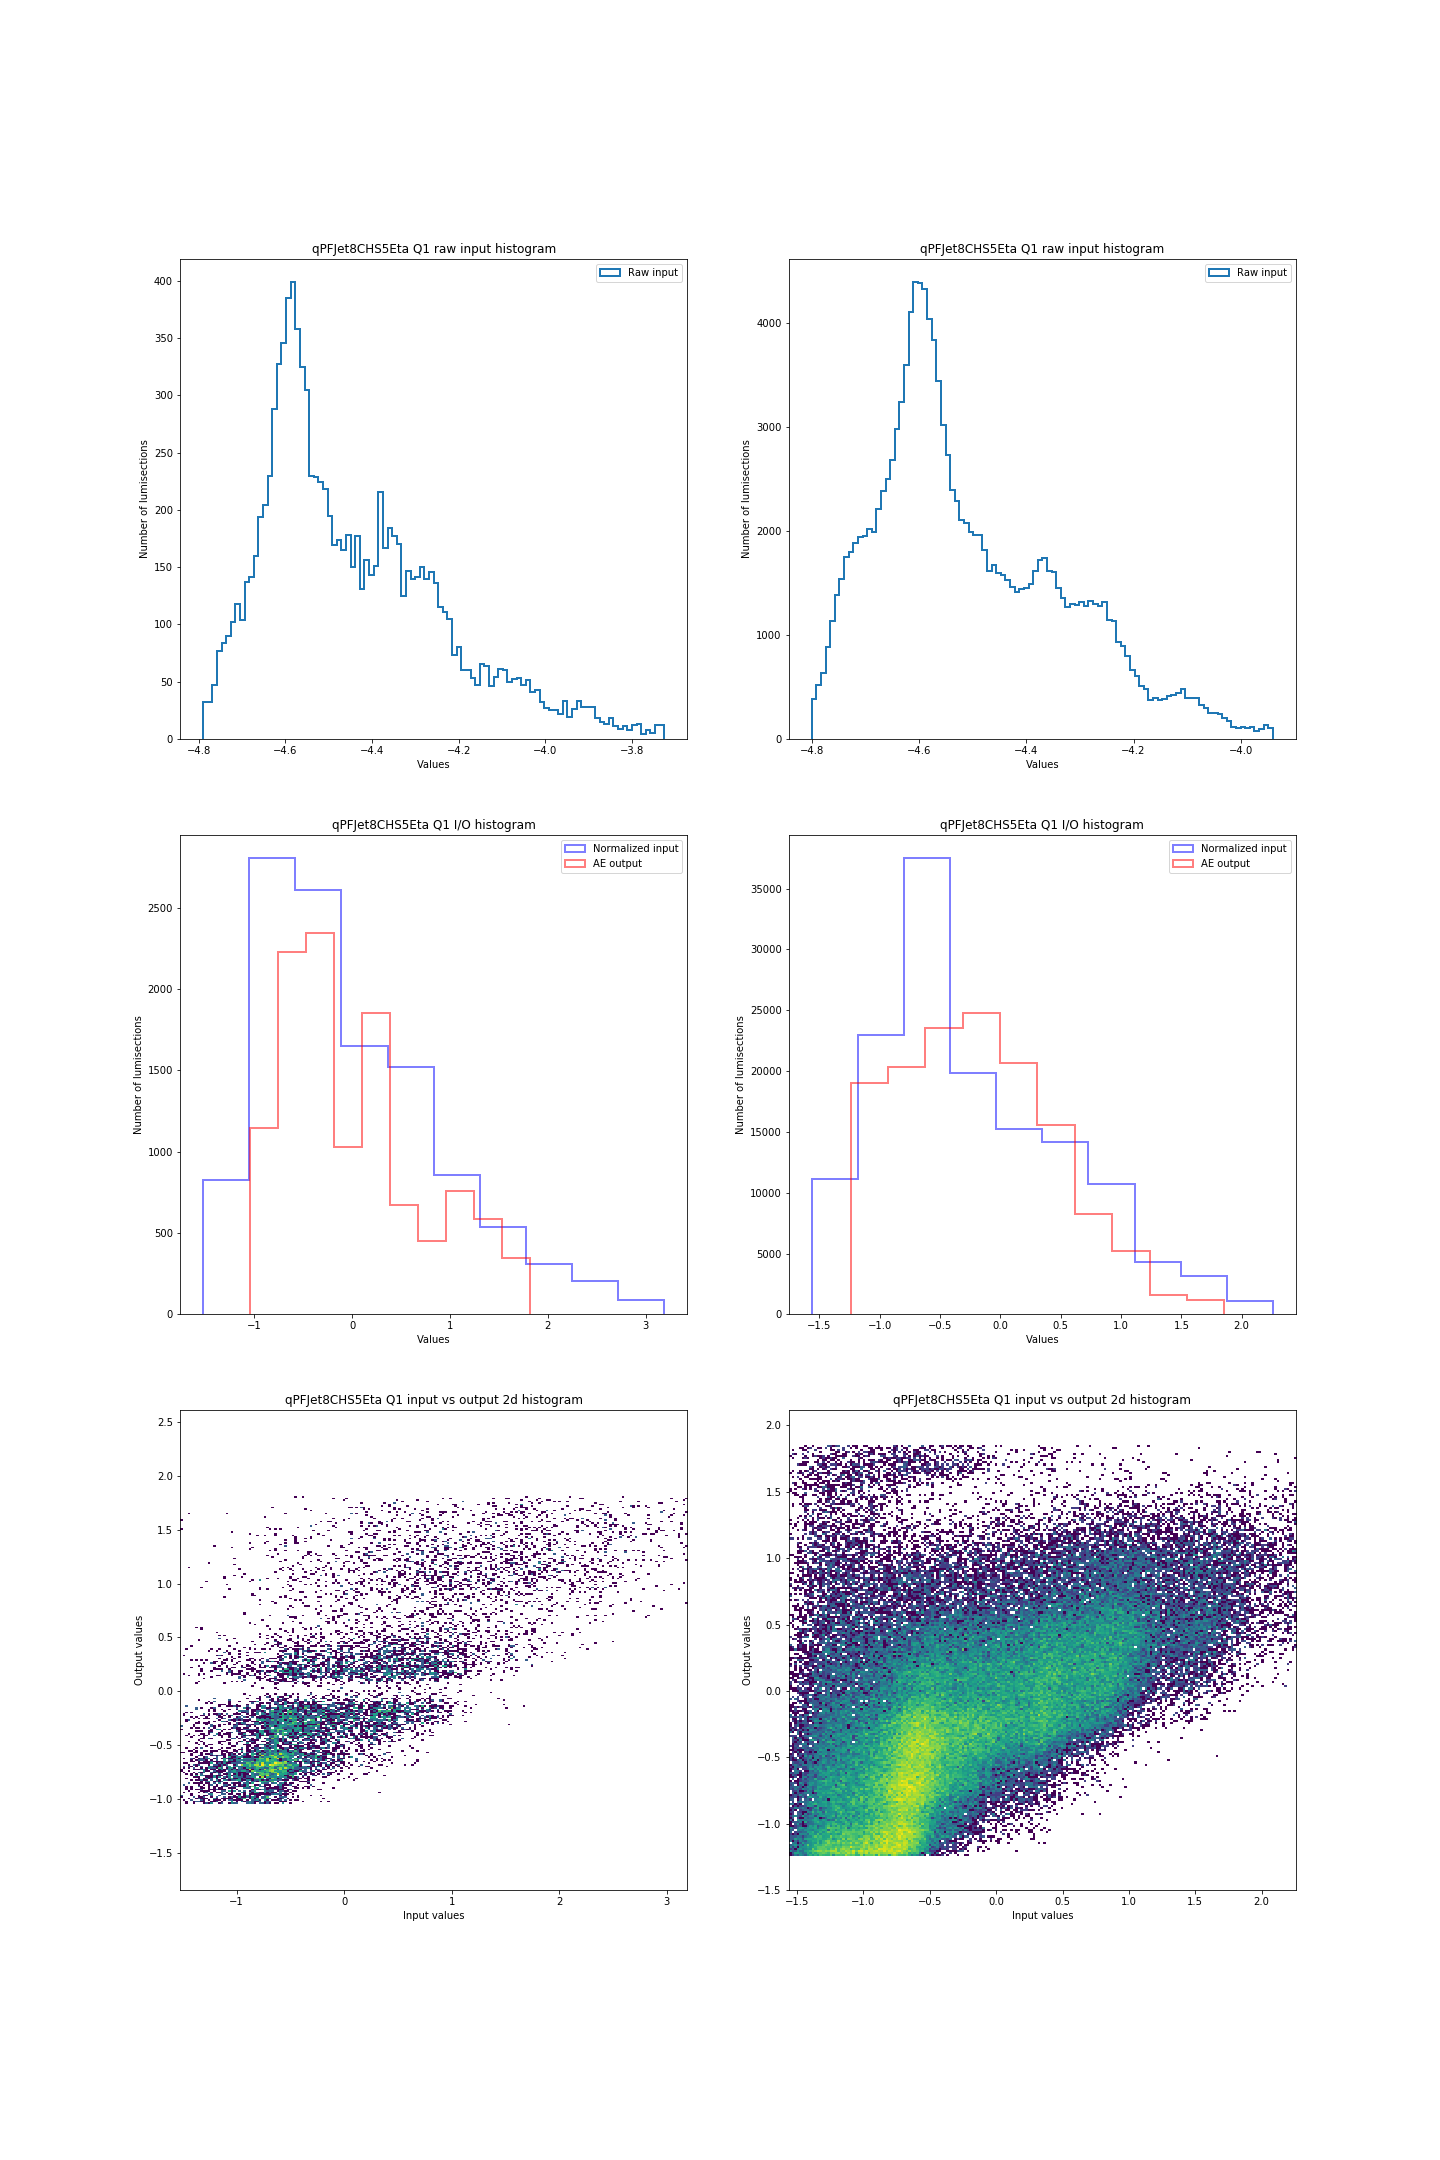 qPFJet8CHS5Eta Q1 raw input histogram
Raw input
Number of lumisections
400
350
300
250
200
150
100
50
0
−4.8 −4.6 −4.4 −4.2 −4.0 −3.8
Values
qPFJet8CHS5Eta Q1 raw input histogram
Raw input
Number of lumisections
4000
3000
2000
1000
0
−4.8 −4.6 −4.4 −4.2 −4.0
Values
qPFJet8CHS5Eta Q1 I/O histogram
Normalized input
AE output
Number of lumisections
2500
2000
1500
1000
500
0
−1 0 1 2 3
Values
qPFJet8CHS5Eta Q1 I/O histogram
Normalized input
AE output
Number of lumisections
35000
30000
25000
20000
15000
10000
5000
0
−1.5 −1.0 −0.5 0.0 0.5 1.0 1.5 2.0
Values
qPFJet8CHS5Eta Q1 input vs output 2d histogram
Output values
2.5
2.0
1.5
1.0
0.5
0.0
−0.5
−1.0
−1.5
−1 0 1 2 3
Input values
qPFJet8CHS5Eta Q1 input vs output 2d histogram
Output values
2.0
1.5
1.0
0.5
0.0
−0.5
−1.0
−1.5
−1.5 −1.0 −0.5 0.0 0.5 1.0 1.5 2.0
Input values